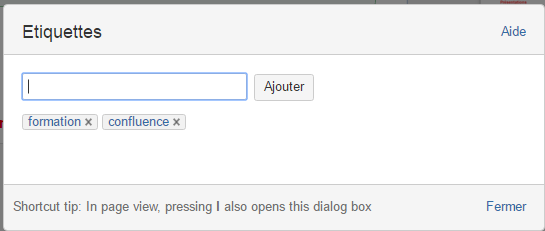 Etiquettes Aide
Ajouter
formation × confluence ×
Shortcut tip: In page view, pressing l also opens this dialog box Fermer